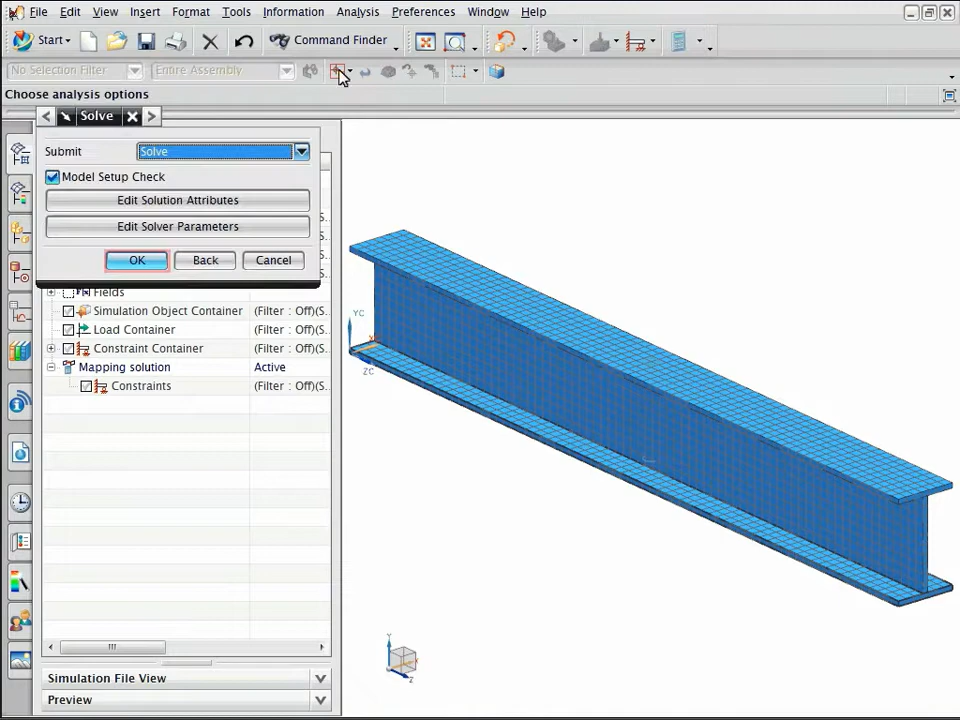 File Edit View Insert Format Tools Information Analysis Preferences Window Help
Start Command Finder
No Selection Filter Entire Assembly
Choose analysis options
Solve
Submit Solve
Model Setup Check
Edit Solution Attributes
Edit Solver Parameters
OK Back Cancel
Fields
Simulation Object Container (Filter : Off)(S...
Load Container (Filter : Off)(S...
Constraint Container (Filter : Off)(S...
Mapping solution Active
Constraints (Filter : Off)(S...
YC
X
ZC
Y
Z
Simulation File View
Preview